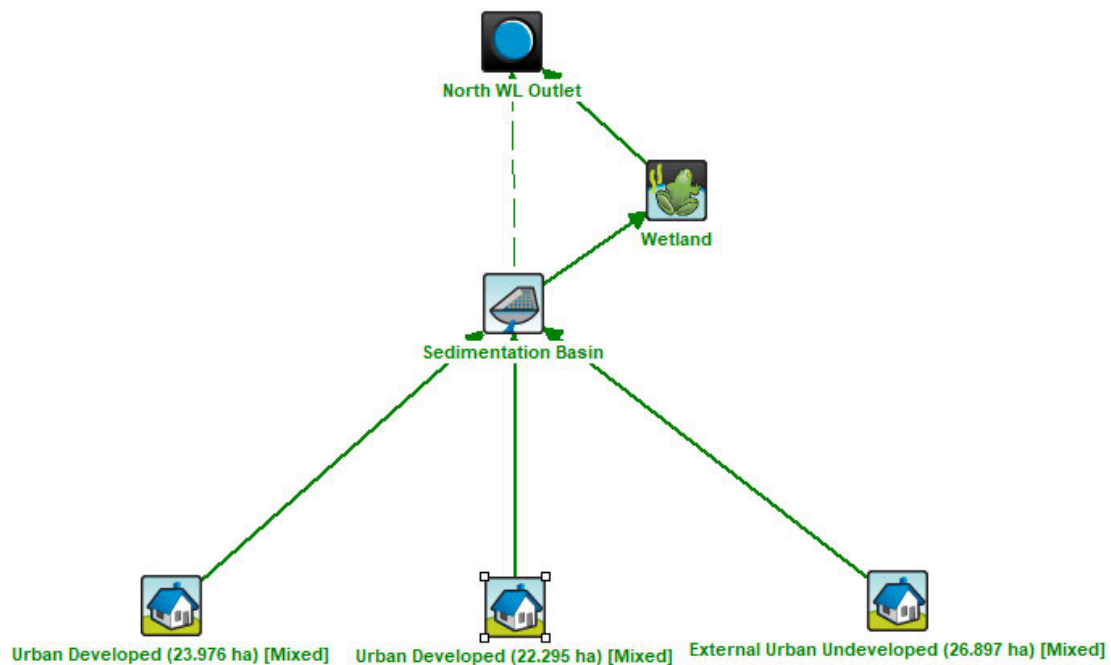 North WL Outlet
Wetland
Sedimentation Basin
Urban Developed (23.976 ha) [Mixed]
Urban Developed (22.295 ha) [Mixed]
External Urban Undeveloped (26.897 ha) [Mixed]